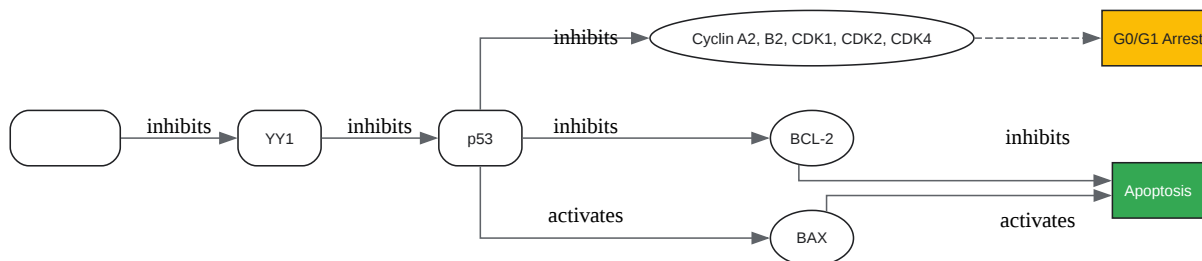 inhibits
Cyclin A2, B2, CDK1, CDK2, CDK4
G0/G1 Arrest
inhibits
YY1
inhibits
p53
inhibits
BCL-2
inhibits
Apoptosis
activates
BAX
activates